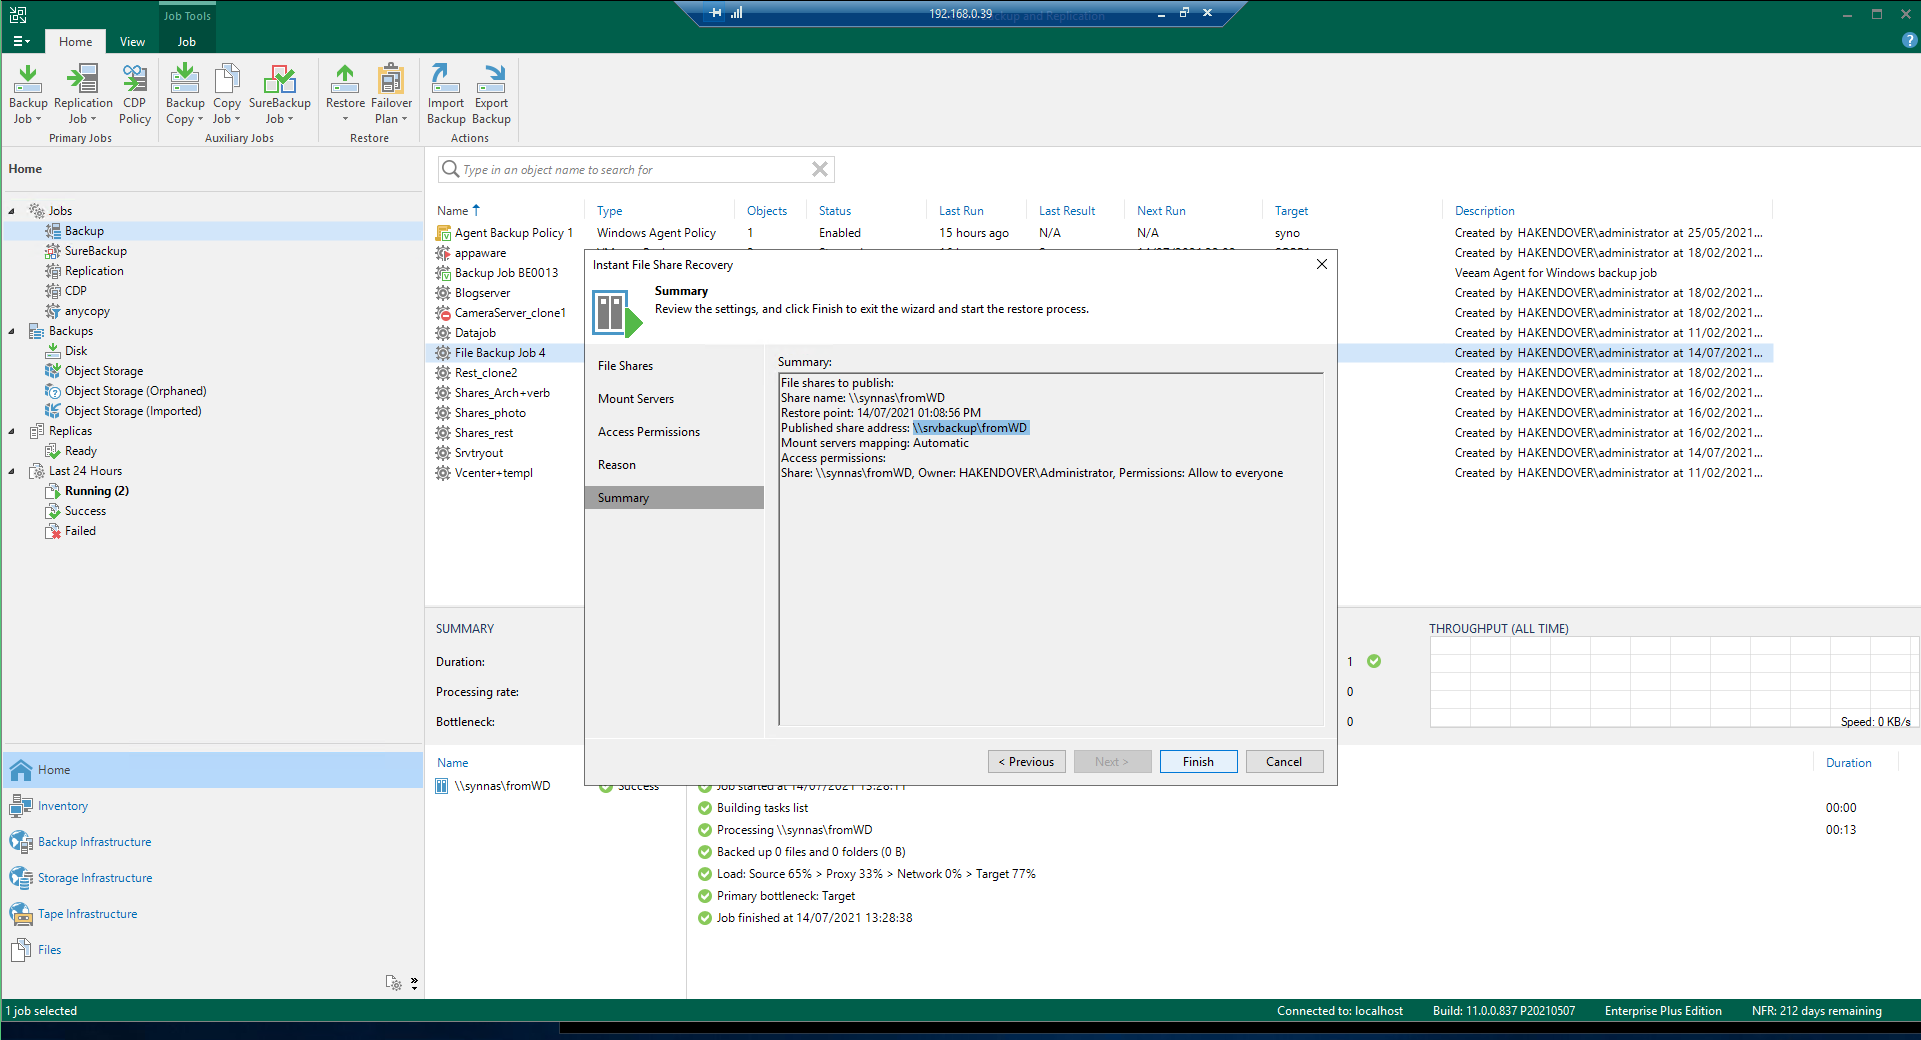 Job Tools
192.168.0.39
Backup and Replication
Home
View
Job
Backup Job
Replication Job
CDP Policy
Primary Jobs
Backup Copy
Copy Job
SureBackup Job
Auxiliary Jobs
Restore
Failover Plan
Restore
Import Backup
Export Backup
Actions
Home
Jobs
Backup
SureBackup
Replication
CDP
anycopy
Backups
Disk
Object Storage
Object Storage (Orphaned)
Object Storage (Imported)
Replicas
Ready
Last 24 Hours
Running (2)
Success
Failed
Home
Inventory
Backup Infrastructure
Storage Infrastructure
Tape Infrastructure
Files
Type in an object name to search for
Name Type Objects Status Last Run Last Result Next Run Target Description
Agent Backup Policy 1 Windows Agent Policy 1 Enabled 15 hours ago N/A N/A syno Created by HAKENDOVER\administrator at 25/05/2021...
appaware Created by HAKENDOVER\administrator at 18/02/2021...
Backup Job BE0013 Veeam Agent for Windows backup job
Blogserver Created by HAKENDOVER\administrator at 18/02/2021...
CameraServer_clone1 Created by HAKENDOVER\administrator at 18/02/2021...
Datajob Created by HAKENDOVER\administrator at 11/02/2021...
File Backup Job 4 Created by HAKENDOVER\administrator at 14/07/2021...
Rest_clone2 Created by HAKENDOVER\administrator at 18/02/2021...
Shares_Arch+verb Created by HAKENDOVER\administrator at 16/02/2021...
Shares_photo Created by HAKENDOVER\administrator at 16/02/2021...
Shares_rest Created by HAKENDOVER\administrator at 16/02/2021...
Srvtryout Created by HAKENDOVER\administrator at 14/07/2021...
Vcenter+templ Created by HAKENDOVER\administrator at 11/02/2021...
Instant File Share Recovery
Summary
Review the settings, and click Finish to exit the wizard and start the restore process.
File Shares
Mount Servers
Access Permissions
Reason
Summary
Summary:
File shares to publish:
Share name: \\synnas\fromWD
Restore point: 14/07/2021 01:08:56 PM
Published share address: \\srvbackup\fromWD
Mount servers mapping: Automatic
Access permissions:
Share: \\synnas\fromWD, Owner: HAKENDOVER\Administrator, Permissions: Allow to everyone
< Previous
Next >
Finish
Cancel
SUMMARY
Duration: 1
Processing rate: 0
Bottleneck: 0
THROUGHPUT (ALL TIME)
Speed: 0 KB/s
Name Duration
\\synnas\fromWD Success
Job started at 14/07/2021 13:28:11
Building tasks list 00:00
Processing \\synnas\fromWD 00:13
Backed up 0 files and 0 folders (0 B)
Load: Source 65% > Proxy 33% > Network 0% > Target 77%
Primary bottleneck: Target
Job finished at 14/07/2021 13:28:38
1 job selected
Connected to: localhost
Build: 11.0.0.837 P20210507
Enterprise Plus Edition
NFR: 212 days remaining